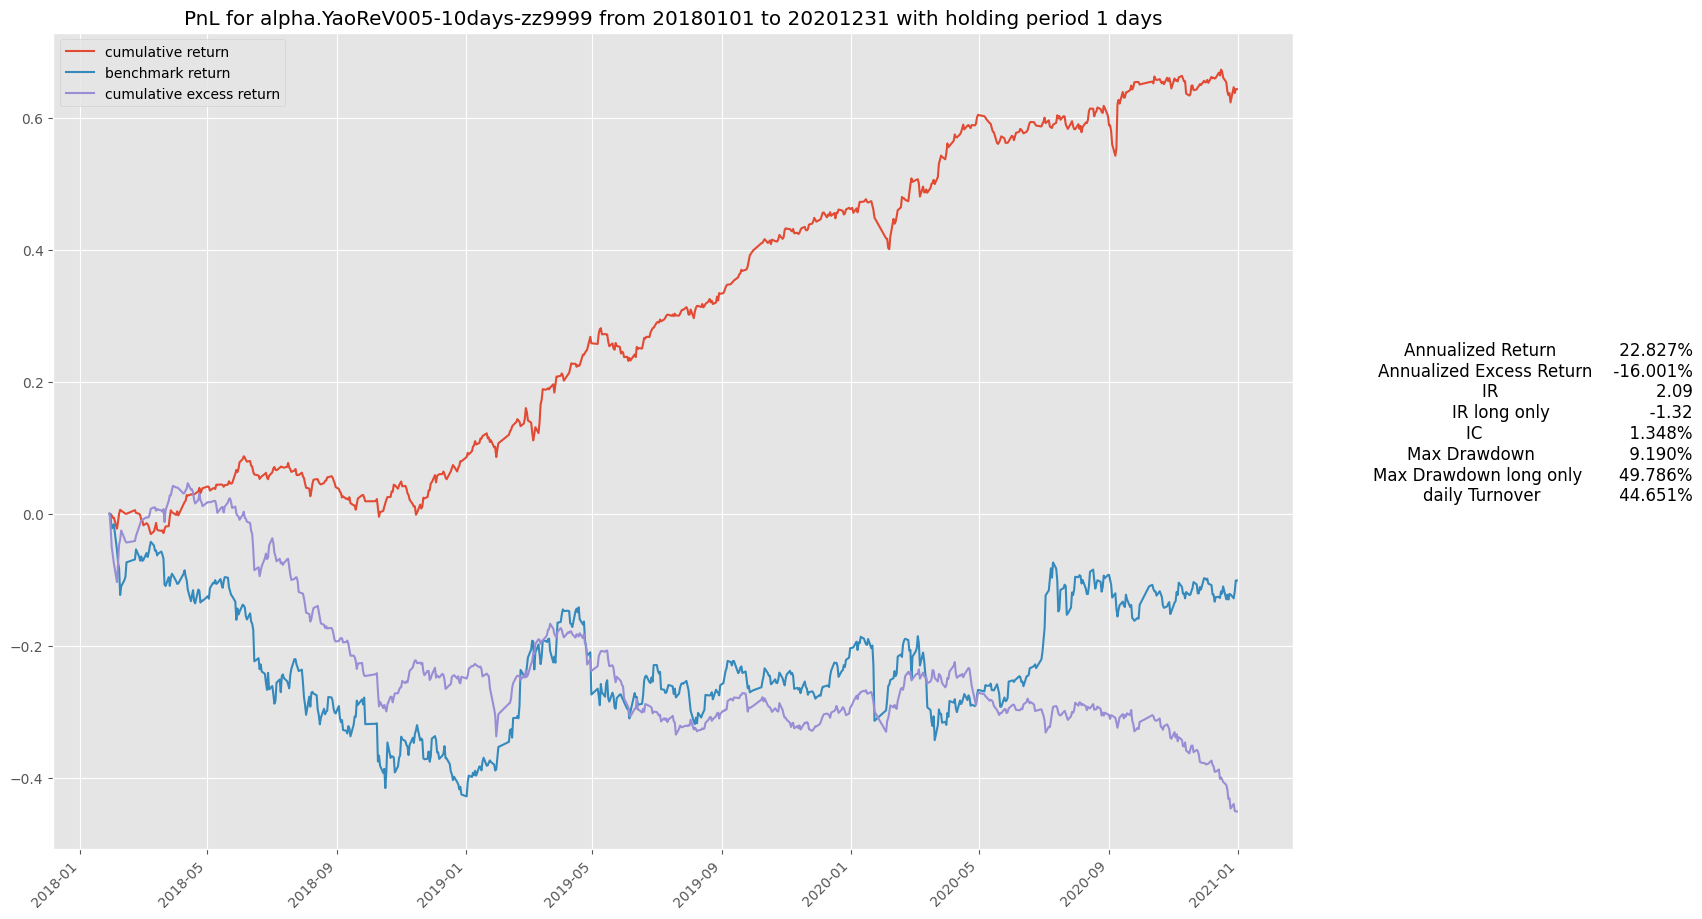 PnL for alpha.YaoReV005-10days-zz9999 from 20180101 to 20201231 with holding period 1 days
cumulative return
benchmark return
cumulative excess return
0.6
0.4
0.2
0.0
−0.2
−0.4
2018-01
2018-05
2018-09
2019-01
2019-05
2019-09
2020-01
2020-05
2020-09
2021-01
Annualized Return 22.827%
Annualized Excess Return -16.001%
IR 2.09
IR long only -1.32
IC 1.348%
Max Drawdown 9.190%
Max Drawdown long only 49.786%
daily Turnover 44.651%